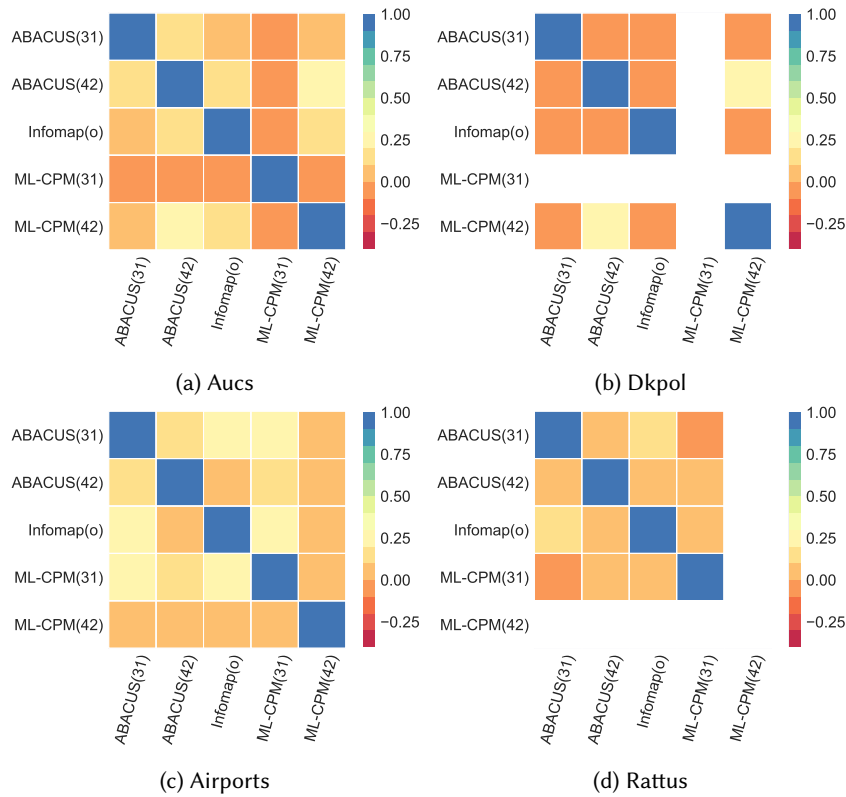 ABACUS(31)
ABACUS(42)
Infomap(o)
ML-CPM(31)
ML-CPM(42)
ABACUS(31)
ABACUS(42)
Infomap(o)
ML-CPM(31)
ML-CPM(42)
1.00
0.75
0.50
0.25
0.00
−0.25
(a) Aucs
ABACUS(31)
ABACUS(42)
Infomap(o)
ML-CPM(31)
ML-CPM(42)
ABACUS(31)
ABACUS(42)
Infomap(o)
ML-CPM(31)
ML-CPM(42)
1.00
0.75
0.50
0.25
0.00
−0.25
(b) Dkpol
ABACUS(31)
ABACUS(42)
Infomap(o)
ML-CPM(31)
ML-CPM(42)
ABACUS(31)
ABACUS(42)
Infomap(o)
ML-CPM(31)
ML-CPM(42)
1.00
0.75
0.50
0.25
0.00
−0.25
(c) Airports
ABACUS(31)
ABACUS(42)
Infomap(o)
ML-CPM(31)
ML-CPM(42)
ABACUS(31)
ABACUS(42)
Infomap(o)
ML-CPM(31)
ML-CPM(42)
1.00
0.75
0.50
0.25
0.00
−0.25
(d) Rattus